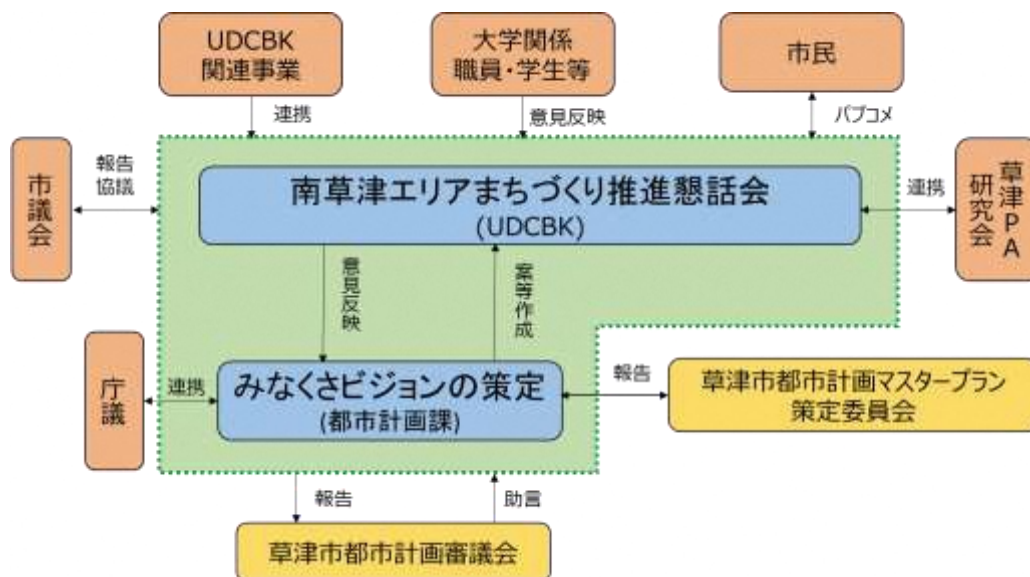 UDCBK
関連事業
大学関係
職員・学生等
市民
連携
意見反映
パブコメ
市議会
報告
協議
南草津エリアまちづくり推進懇話会
(UDCBK)
連携
草津PA
研究会
意見反映
案等作成
庁議
連携
みなくさビジョンの策定
(都市計画課)
報告
草津市都市計画マスタープラン
策定委員会
報告
助言
草津市都市計画審議会